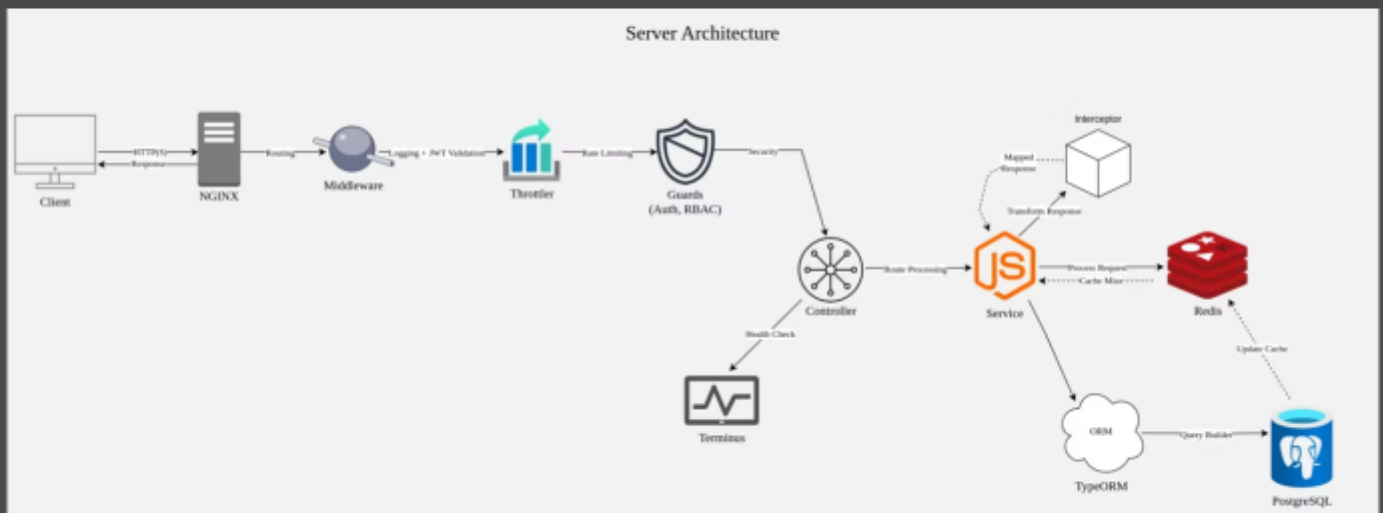 Server Architecture
HTTP(S)
Response
Client
NGINX
Routing
Middleware
Logging + JWT Validation
Throttler
Rate Limiting
Guards
(Auth, RBAC)
Security
Interceptor
Mapped
Response
Transform Response
Controller
Route Processing
JS
Service
Process Request
Cache Miss
Redis
Health Check
Terminus
Update Cache
ORM
TypeORM
Query Builder
PostgreSQL